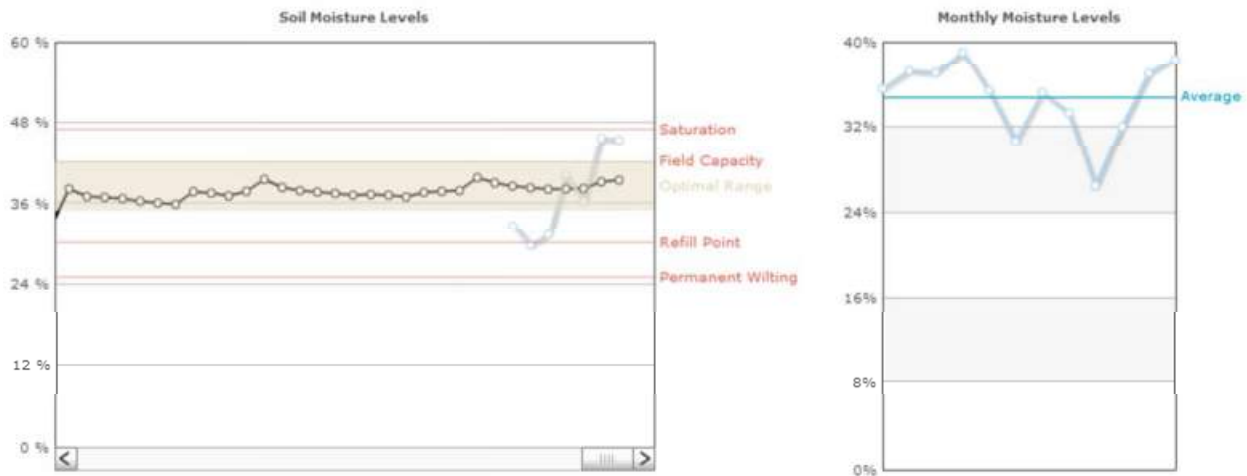 Soil Moisture Levels
60 %
48 %
36 %
24 %
12 %
0 %
Saturation
Field Capacity
Optimal Range
Refill Point
Permanent Wilting
Monthly Moisture Levels
40%
32%
24%
16%
8%
0%
Average